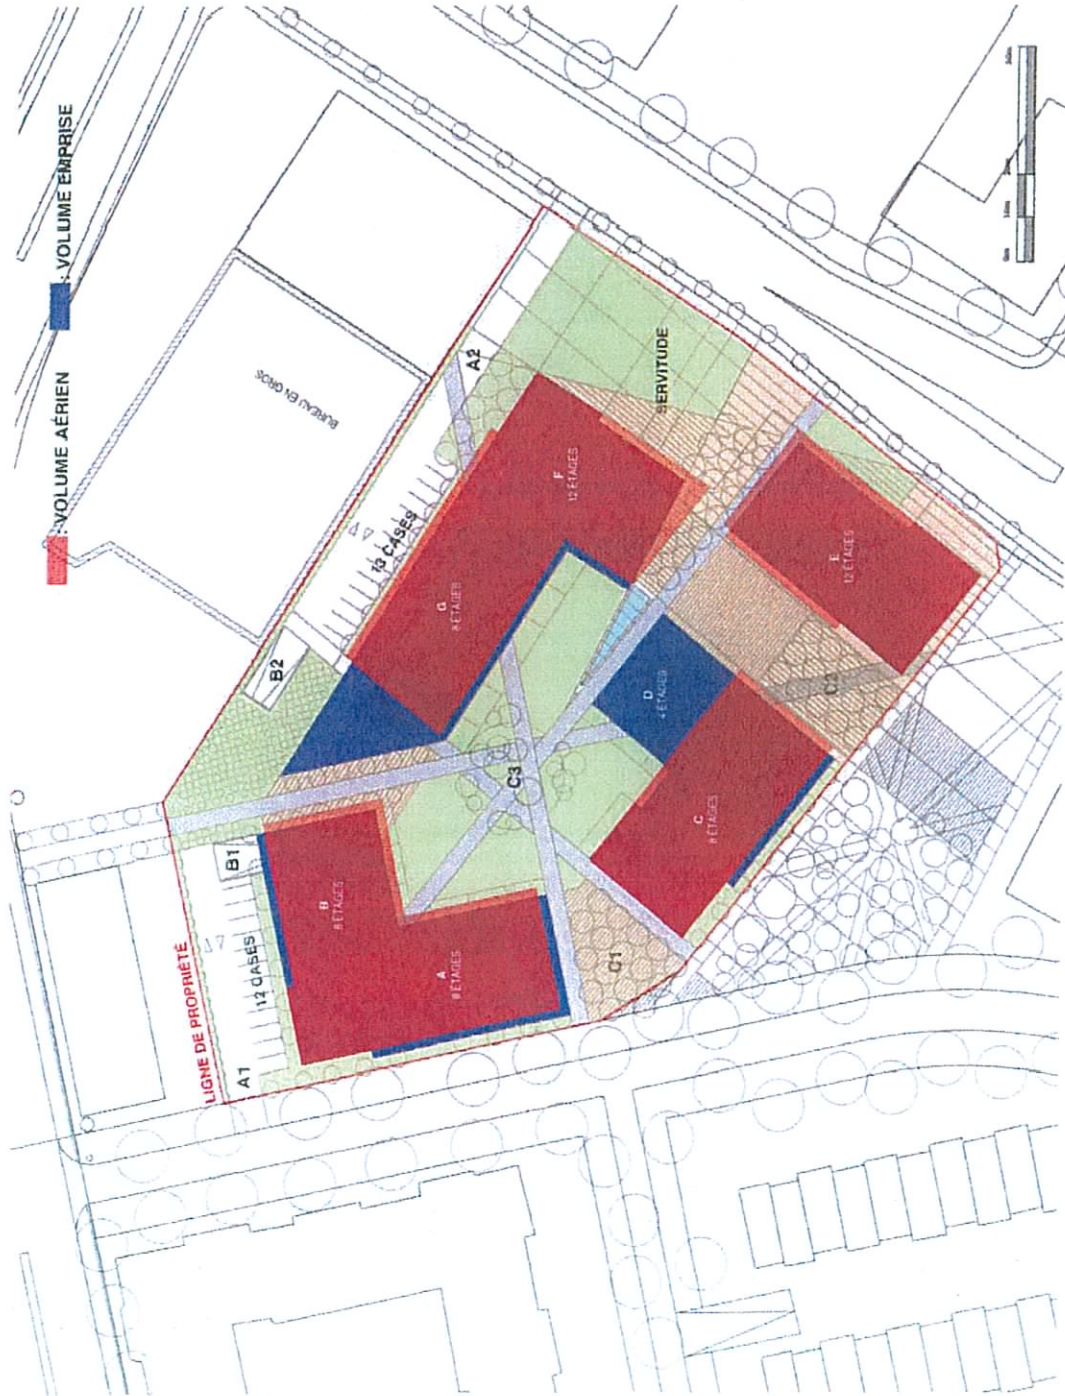 : VOLUME AÉRIEN
: VOLUME EMPRISE
LIGNE DE PROPRIÉTÉ
BUREAU EN GROS
A1
12 CASES
B1
B2
13 CASES
A2
SERVITUDE
A
8 ÉTAGES
B
8 ÉTAGES
G
8 ÉTAGES
F
12 ÉTAGES
E
12 ÉTAGES
D
4 ÉTAGES
C
8 ÉTAGES
C1
C2
C3